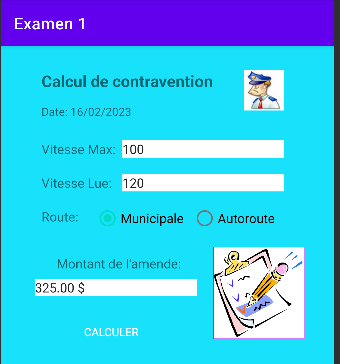 Examen 1
Calcul de contravention
Date: 16/02/2023
Vitesse Max: 100
Vitesse Lue: 120
Route: Municipale Autoroute
Montant de l'amende:
325.00 $
CALCULER